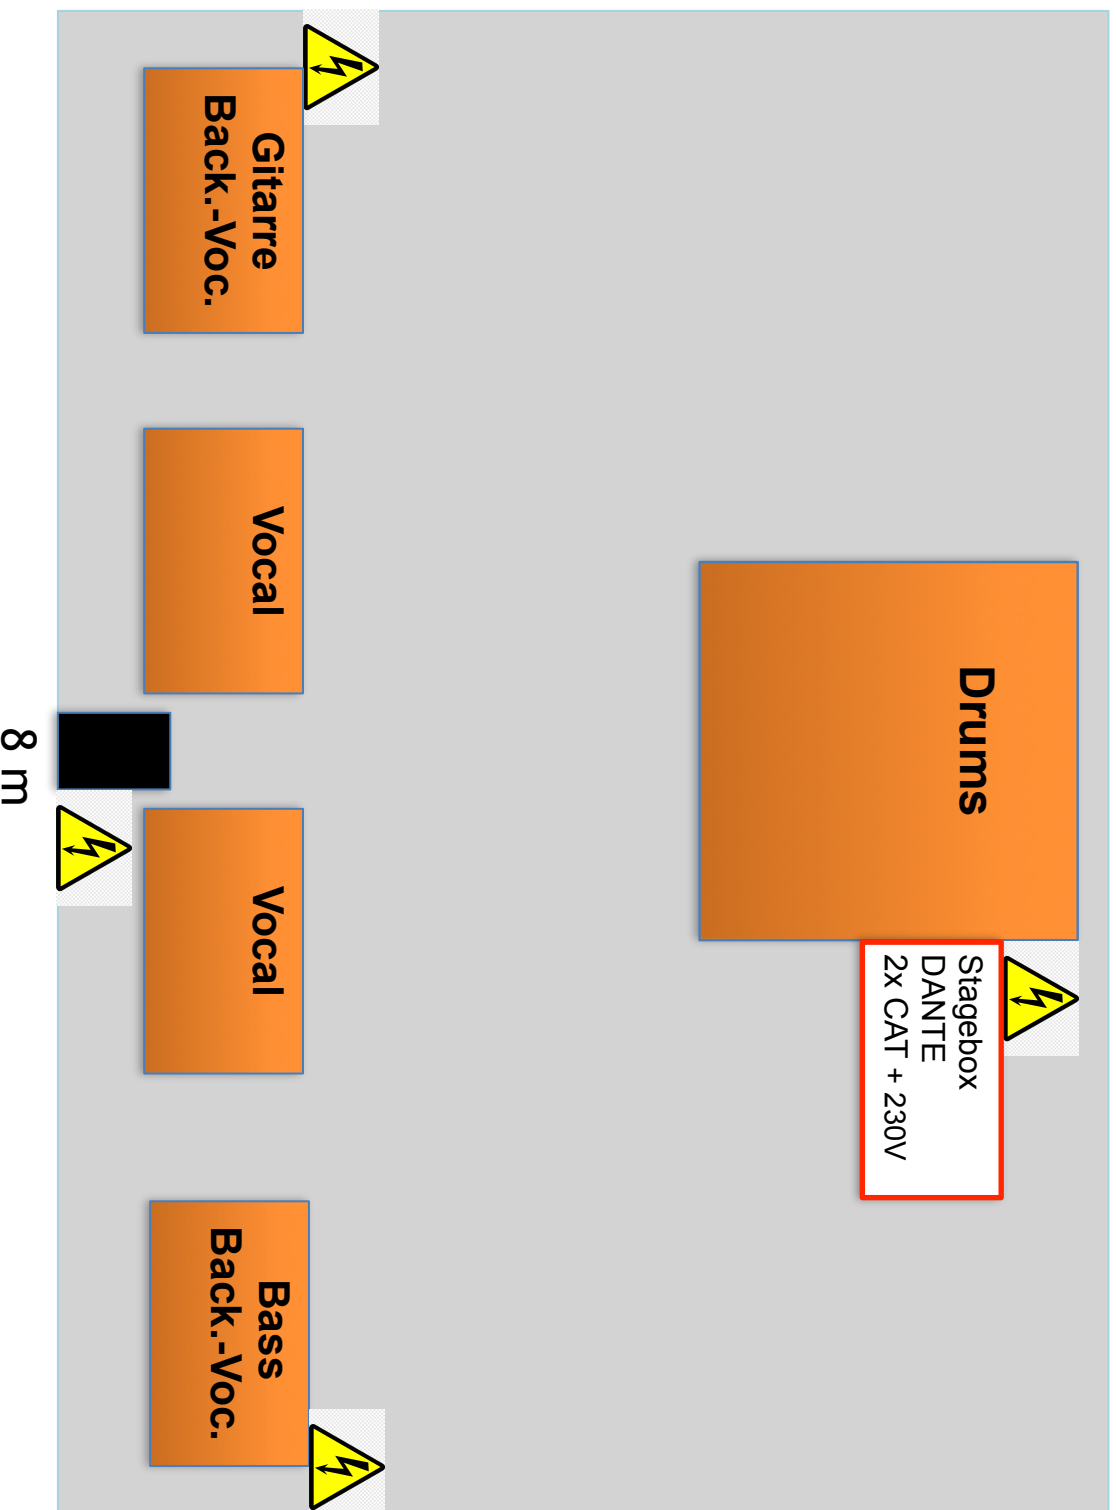 Drums
Stagebox
DANTE
2x CAT + 230V
Gitarre
Back.-Voc.
Vocal
Vocal
Bass
Back.-Voc.
8 m